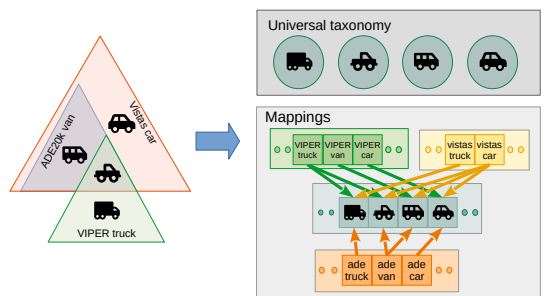 ADE20k van
Vistas car
VIPER truck
Universal taxonomy
Mappings
VIPER
truck
VIPER
van
VIPER
car
vistas
truck
vistas
car
ade
truck
ade
van
ade
car